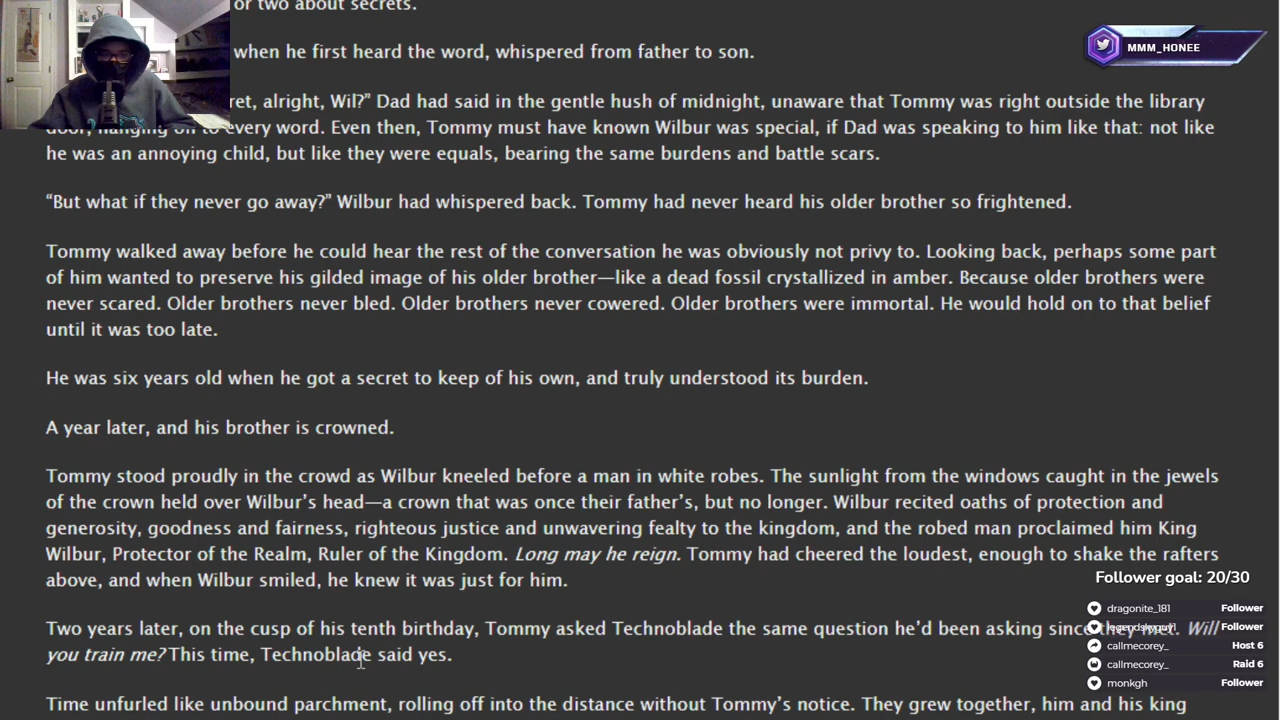 or two about secrets.
when he first heard the word, whispered from father to son.
ret, alright, Wil?” Dad had said in the gentle hush of midnight, unaware that Tommy was right outside the library
door, hanging on to every word. Even then, Tommy must have known Wilbur was special, if Dad was speaking to him like that: not like
he was an annoying child, but like they were equals, bearing the same burdens and battle scars.
“But what if they never go away?” Wilbur had whispered back. Tommy had never heard his older brother so frightened.
Tommy walked away before he could hear the rest of the conversation he was obviously not privy to. Looking back, perhaps some part
of him wanted to preserve his gilded image of his older brother—like a dead fossil crystallized in amber. Because older brothers were
never scared. Older brothers never bled. Older brothers never cowered. Older brothers were immortal. He would hold on to that belief
until it was too late.
He was six years old when he got a secret to keep of his own, and truly understood its burden.
A year later, and his brother is crowned.
Tommy stood proudly in the crowd as Wilbur kneeled before a man in white robes. The sunlight from the windows caught in the jewels
of the crown held over Wilbur’s head—a crown that was once their father’s, but no longer. Wilbur recited oaths of protection and
generosity, goodness and fairness, righteous justice and unwavering fealty to the kingdom, and the robed man proclaimed him King
Wilbur, Protector of the Realm, Ruler of the Kingdom. Long may he reign. Tommy had cheered the loudest, enough to shake the rafters
above, and when Wilbur smiled, he knew it was just for him.
Two years later, on the cusp of his tenth birthday, Tommy asked Technoblade the same question he’d been asking since they met. Will
you train me? This time, Technoblade said yes.
Time unfurled like unbound parchment, rolling off into the distance without Tommy’s notice. They grew together, him and his king
MMM_HONEE
Follower goal: 20/30
dragonite_181 Follower
Follower
callmecorey_ Host 6
callmecorey_ Raid 6
monkgh Follower